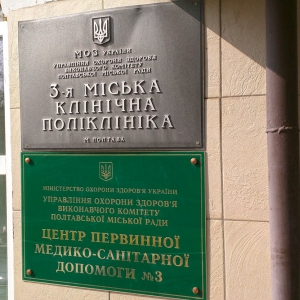 МОЗ УКРАЇНИ
УПРАВЛІННЯ ОХОРОНИ ЗДОРОВ'Я
ВИКОНАВЧОГО КОМІТЕТУ
ПОЛТАВСЬКОЇ МІСЬКОЇ РАДИ
3-я МІСЬКА
КЛІНІЧНА
ПОЛІКЛІНІКА
М. ПОЛТАВА
МІНІСТЕРСТВО ОХОРОНИ ЗДОРОВ'Я УКРАЇНИ
УПРАВЛІННЯ ОХОРОНИ ЗДОРОВ'Я
ВИКОНАВЧОГО КОМІТЕТУ
ПОЛТАВСЬКОЇ МІСЬКОЇ РАДИ
ЦЕНТР ПЕРВИННОЇ
МЕДИКО-САНІТАРНОЇ
ДОПОМОГИ №3